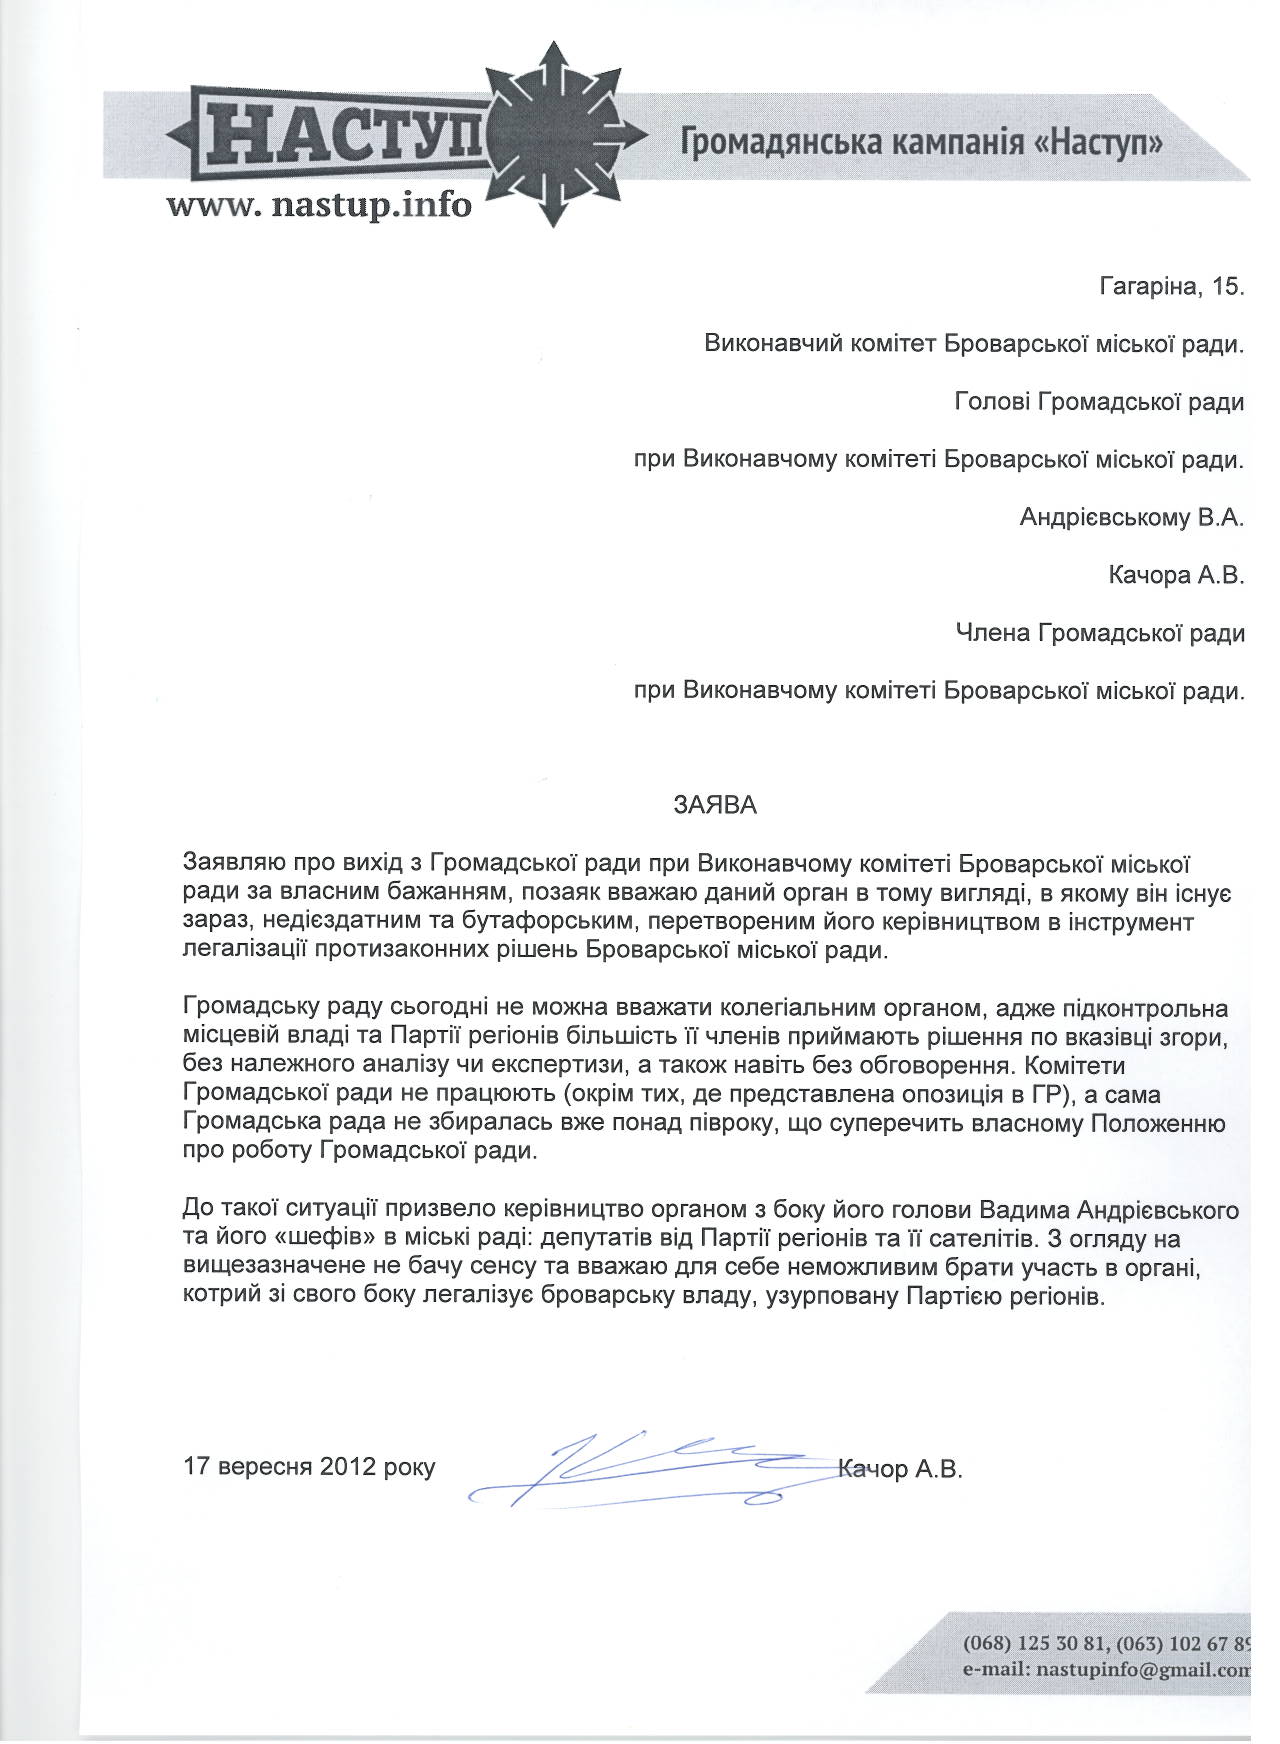 НАСТУП
Громадянська кампанія «Наступ»
www. nastup.info
Гагаріна, 15.
Виконавчий комітет Броварської міської ради.
Голові Громадської ради
при Виконавчому комітеті Броварської міської ради.
Андрієвському В.А.
Качора А.В.
Члена Громадської ради
при Виконавчому комітеті Броварської міської ради.
ЗАЯВА
Заявляю про вихід з Громадської ради при Виконавчому комітеті Броварської міської
ради за власним бажанням, позаяк вважаю даний орган в тому вигляді, в якому він існує
зараз, недієздатним та бутафорським, перетвореним його керівництвом в інструмент
легалізації протизаконних рішень Броварської міської ради.
Громадську раду сьогодні не можна вважати колегіальним органом, адже підконтрольна
місцевій владі та Партії регіонів більшість її членів приймають рішення по вказівці згори,
без належного аналізу чи експертизи, а також навіть без обговорення. Комітети
Громадської ради не працюють (окрім тих, де представлена опозиція в ГР), а сама
Громадська рада не збиралась вже понад півроку, що суперечить власному Положенню
про роботу Громадської ради.
До такої ситуації призвело керівництво органом з боку його голови Вадима Андрієвського
та його «шефів» в міські раді: депутатів від Партії регіонів та її сателітів. З огляду на
вищезазначене не бачу сенсу та вважаю для себе неможливим брати участь в органі,
котрий зі свого боку легалізує броварську владу, узурповану Партією регіонів.
17 вересня 2012 року
Качор А.В.
(068) 125 30 81, (063) 102 67 89
e-mail: nastupinfo@gmail.com